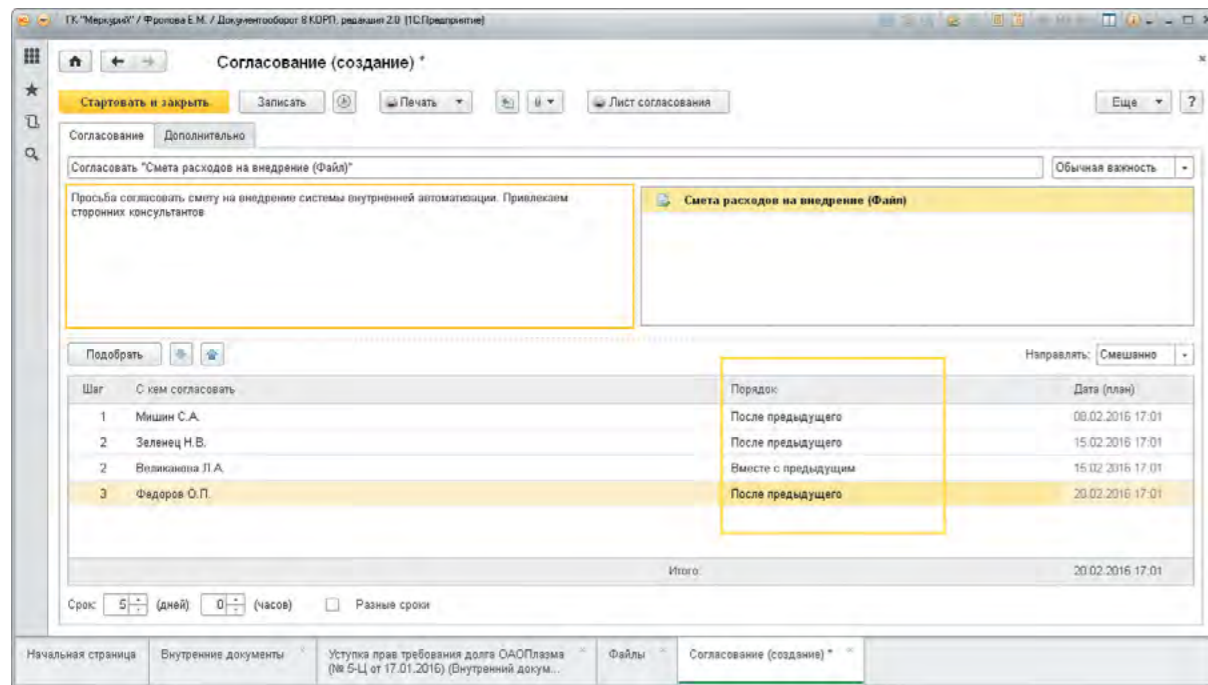 ГК "Меркурий" / Фролова Е.М. / Документооборот 8 КОРП, редакция 2.0 (1С:Предприятие)
Согласование (создание) *
Стартовать и закрыть Записать Печать Лист согласования Еще ?
Согласование Дополнительно
Согласовать "Смета расходов на внедрение (Файл)" Обычная важность
Просьба согласовать смету на внедрение системы внутренней автоматизации. Привлекаем
сторонних консультантов
Смета расходов на внедрение (Файл)
Подобрать Направлять: Смешанно
Шаг С кем согласовать Порядок Дата (план)
1 Мишин С.А. После предыдущего 08.02.2016 17:01
2 Зеленец Н.В. После предыдущего 15.02.2016 17:01
2 Великанова Л.А. Вместе с предыдущим 15.02.2016 17:01
3 Федоров О.П. После предыдущего 20.02.2016 17:01
Итого: 20.02.2016 17:01
Срок: 5 (дней) 0 (часов) Разные сроки
Начальная страница Внутренние документы Уступка прав требования долга ОАОПлазма Файлы Согласование (создание) *
(№ 5-Ц от 17.01.2016) (Внутренний докум...